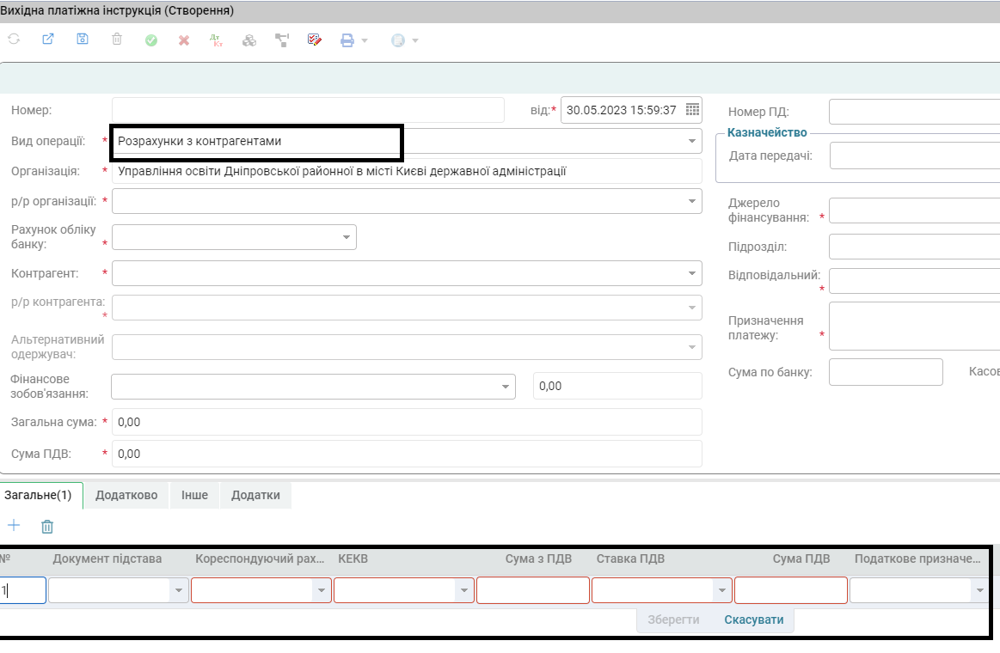 Вихідна платіжна інструкція (Створення)
Дт
Кт
Номер:
від:* 30.05.2023 15:59:37
Номер ПД:
Вид операції: * Розрахунки з контрагентами
Казначейство
Дата передачі:
Організація: * Управління освіти Дніпровської районної в місті Києві державної адміністрації
р/р організації: *
Джерело
фінансування: *
Рахунок обліку
банку: *
Підрозділ:
Контрагент: *
Відповідальний:
*
р/р контрагента:
*
Призначення
платежу: *
Альтернативний
одержувач:
Сума по банку:
Касов
Фінансове
зобов'язання:
0,00
Загальна сума: * 0,00
Сума ПДВ: * 0,00
Загальне(1) Додатково Інше Додатки
№ Документ підстава Кореспондуючий рах... КЕКВ Сума з ПДВ Ставка ПДВ Сума ПДВ Податкове призначе...
1
Зберегти Скасувати